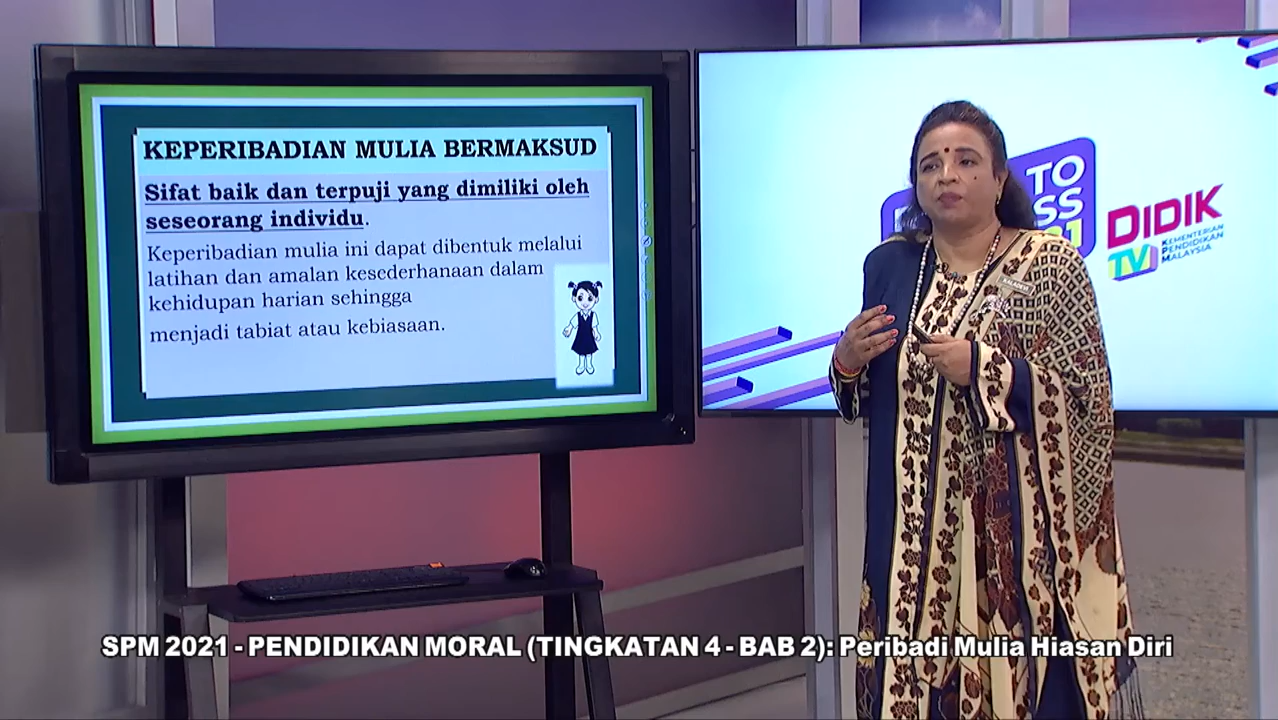 KEPERIBADIAN MULIA BERMAKSUD
Sifat baik dan terpuji yang dimiliki oleh
seseorang individu.
Keperibadian mulia ini dapat dibentuk melalui
latihan dan amalan kesederhanaan dalam
kehidupan harian sehingga
menjadi tabiat atau kebiasaan.
TO
SS
DIDIK
TV
KEMENTERIAN
PENDIDIKAN
MALAYSIA
SPM 2021 - PENDIDIKAN MORAL (TINGKATAN 4 - BAB 2): Peribadi Mulia Hiasan Diri